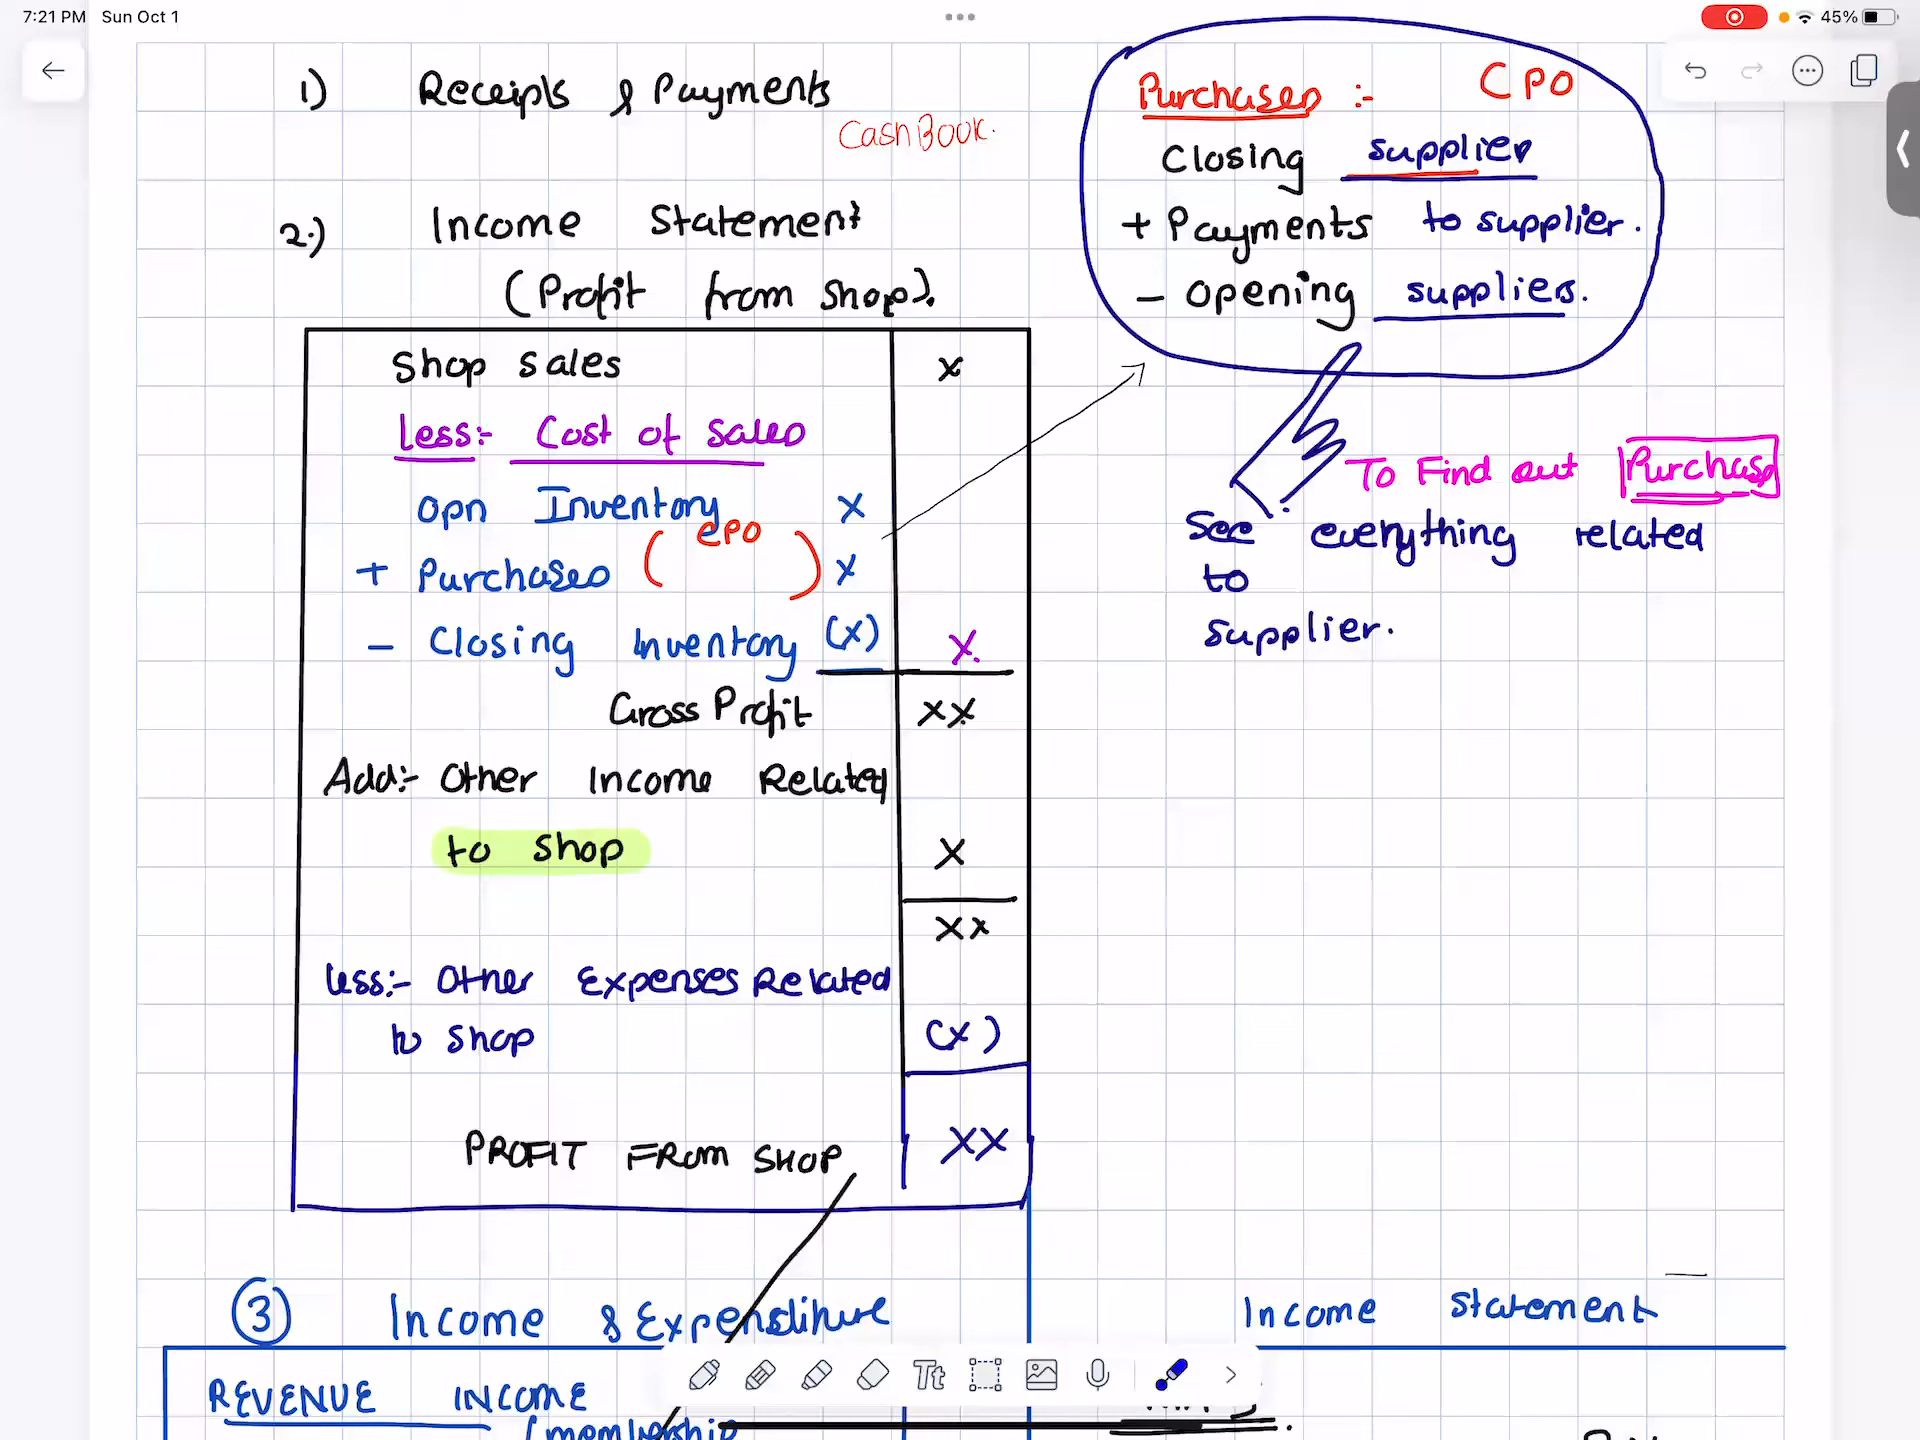 7:21 PM Sun Oct 1
45%
1) Receipts & Payments
Cash Book.
2.) Income Statement
(Profit from shop).
Shop Sales x
Less:- Cost of Sales
Opn Inventory x
+ Purchases (CPO) x
- Closing Inventory (x) x.
Gross Profit xx
Add:- Other Income Related
to shop x
xx
Less:- Other Expenses Related
to shop (x)
PROFIT FROM SHOP xx
Purchases :- CPO
Closing supplier
+ Payments to supplier.
- Opening suppliers.
To Find out Purchases
See everything related
to
supplier.
3 Income & Expenditure Income Statement
REVENUE INCOME
(membership
Tt